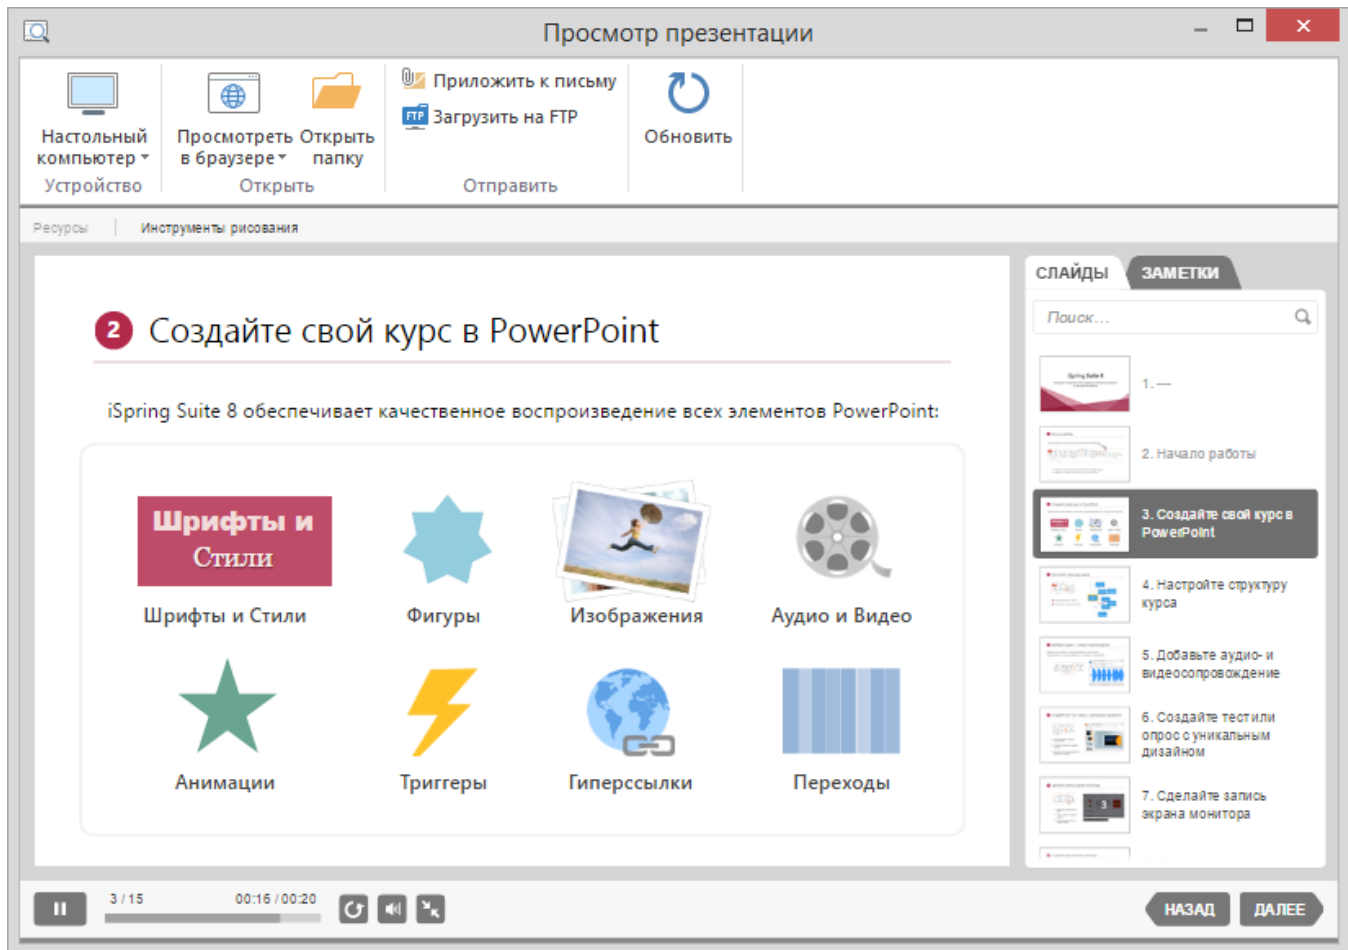 Просмотр презентации
Настольный
компьютер
Устройство
Просмотреть
в браузере
Открыть
папку
Открыть
Приложить к письму
FTP Загрузить на FTP
Отправить
Обновить
Ресурсы
Инструменты рисования
2 Создайте свой курс в PowerPoint
iSpring Suite 8 обеспечивает качественное воспроизведение всех элементов PowerPoint:
Шрифты и
Стили
Шрифты и Стили
Фигуры
Изображения
Аудио и Видео
Анимации
Триггеры
Гиперссылки
Переходы
СЛАЙДЫ
ЗАМЕТКИ
Поиск...
iSpring Suite 8
1. —
2. Начало работы
3. Создайте свой курс в
PowerPoint
4. Настройте структуру
курса
5. Добавьте аудио- и
видеосопровождение
6. Создайте тест или
опрос с уникальным
дизайном
7. Сделайте запись
экрана монитора
3 / 15
00:16 / 00:20
НАЗАД
ДАЛЕЕ